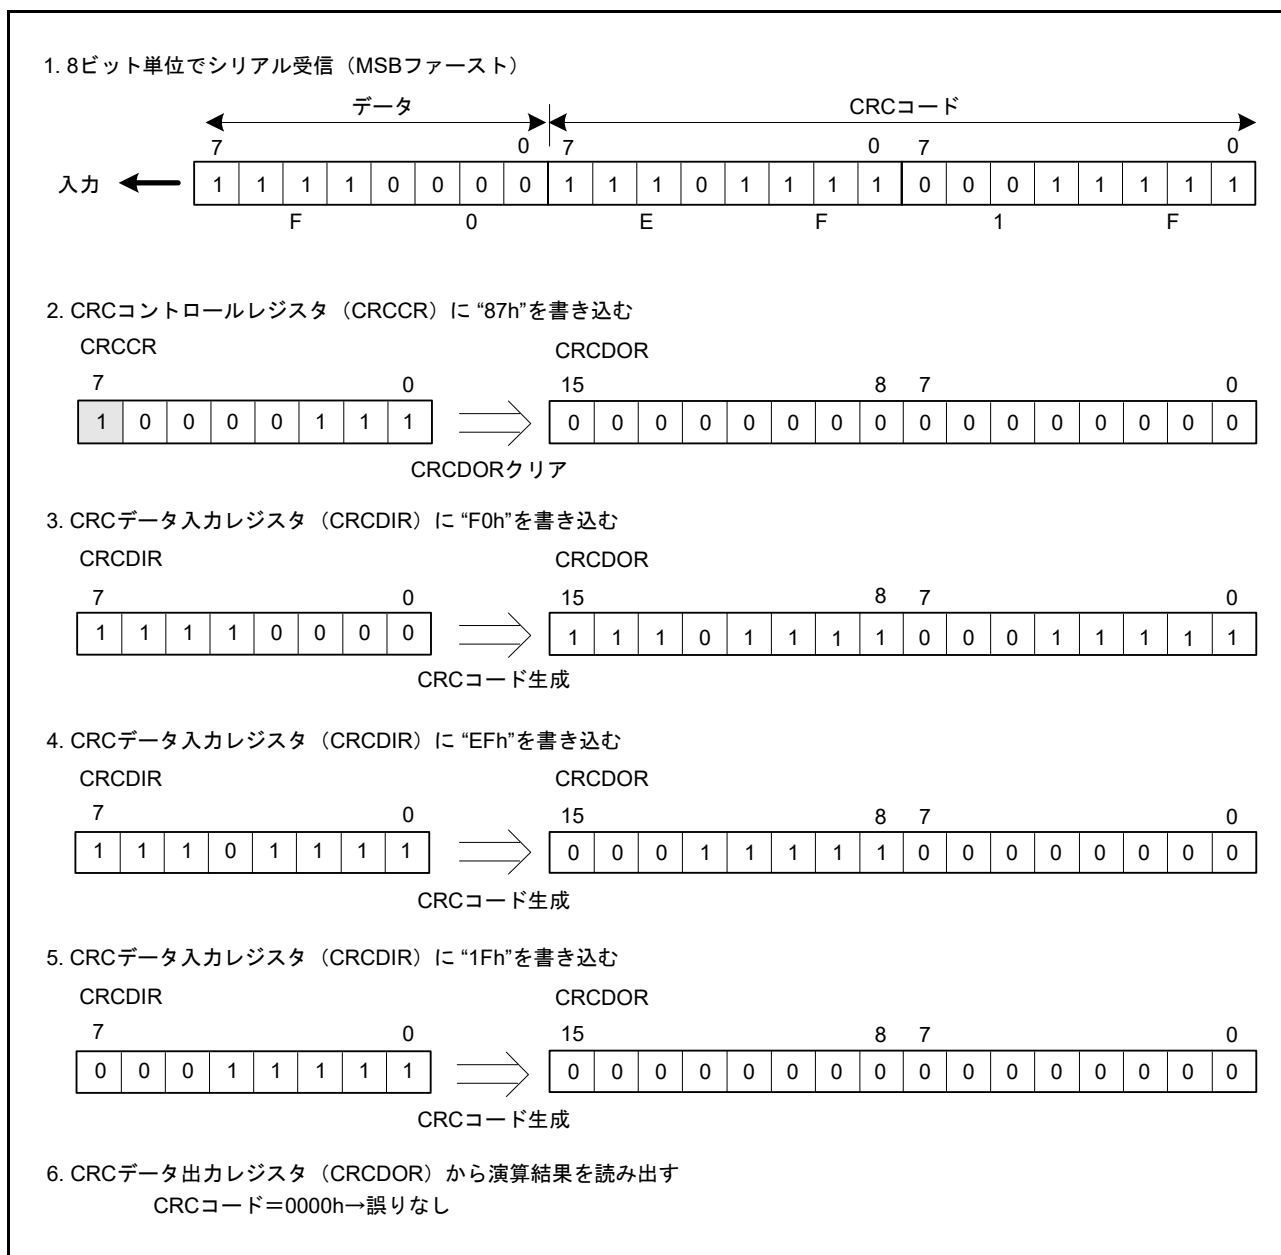 1. 8ビット単位でシリアル受信（MSBファースト）
データ CRCコード
7 0 7 0 7 0
入力 1 1 1 1 0 0 0 0 1 1 1 0 1 1 1 1 0 0 0 1 1 1 1 1
F 0 E F 1 F
2. CRCコントロールレジスタ（CRCCR）に “87h”を書き込む
CRCCR CRCDOR
7 0 15 8 7 0
1 0 0 0 0 1 1 1 0 0 0 0 0 0 0 0 0 0 0 0 0 0 0 0
CRCDORクリア
3. CRCデータ入力レジスタ（CRCDIR）に “F0h”を書き込む
CRCDIR CRCDOR
7 0 15 8 7 0
1 1 1 1 0 0 0 0 1 1 1 0 1 1 1 1 0 0 0 1 1 1 1 1
CRCコード生成
4. CRCデータ入力レジスタ（CRCDIR）に “EFh”を書き込む
CRCDIR CRCDOR
7 0 15 8 7 0
1 1 1 0 1 1 1 1 0 0 0 1 1 1 1 1 0 0 0 0 0 0 0 0
CRCコード生成
5. CRCデータ入力レジスタ（CRCDIR）に “1Fh”を書き込む
CRCDIR CRCDOR
7 0 15 8 7 0
0 0 0 1 1 1 1 1 0 0 0 0 0 0 0 0 0 0 0 0 0 0 0 0
CRCコード生成
6. CRCデータ出力レジスタ（CRCDOR）から演算結果を読み出す
CRCコード＝0000h→誤りなし